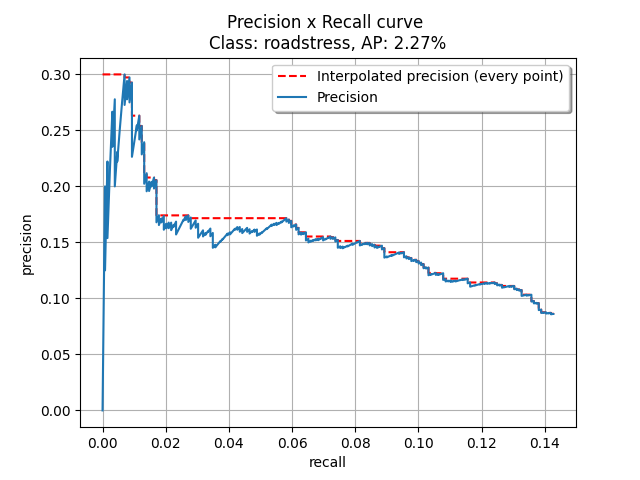 Precision x Recall curve
Class: roadstress, AP: 2.27%
Interpolated precision (every point)
Precision
0.30
0.25
0.20
0.15
0.10
0.05
0.00
precision
0.00 0.02 0.04 0.06 0.08 0.10 0.12 0.14
recall